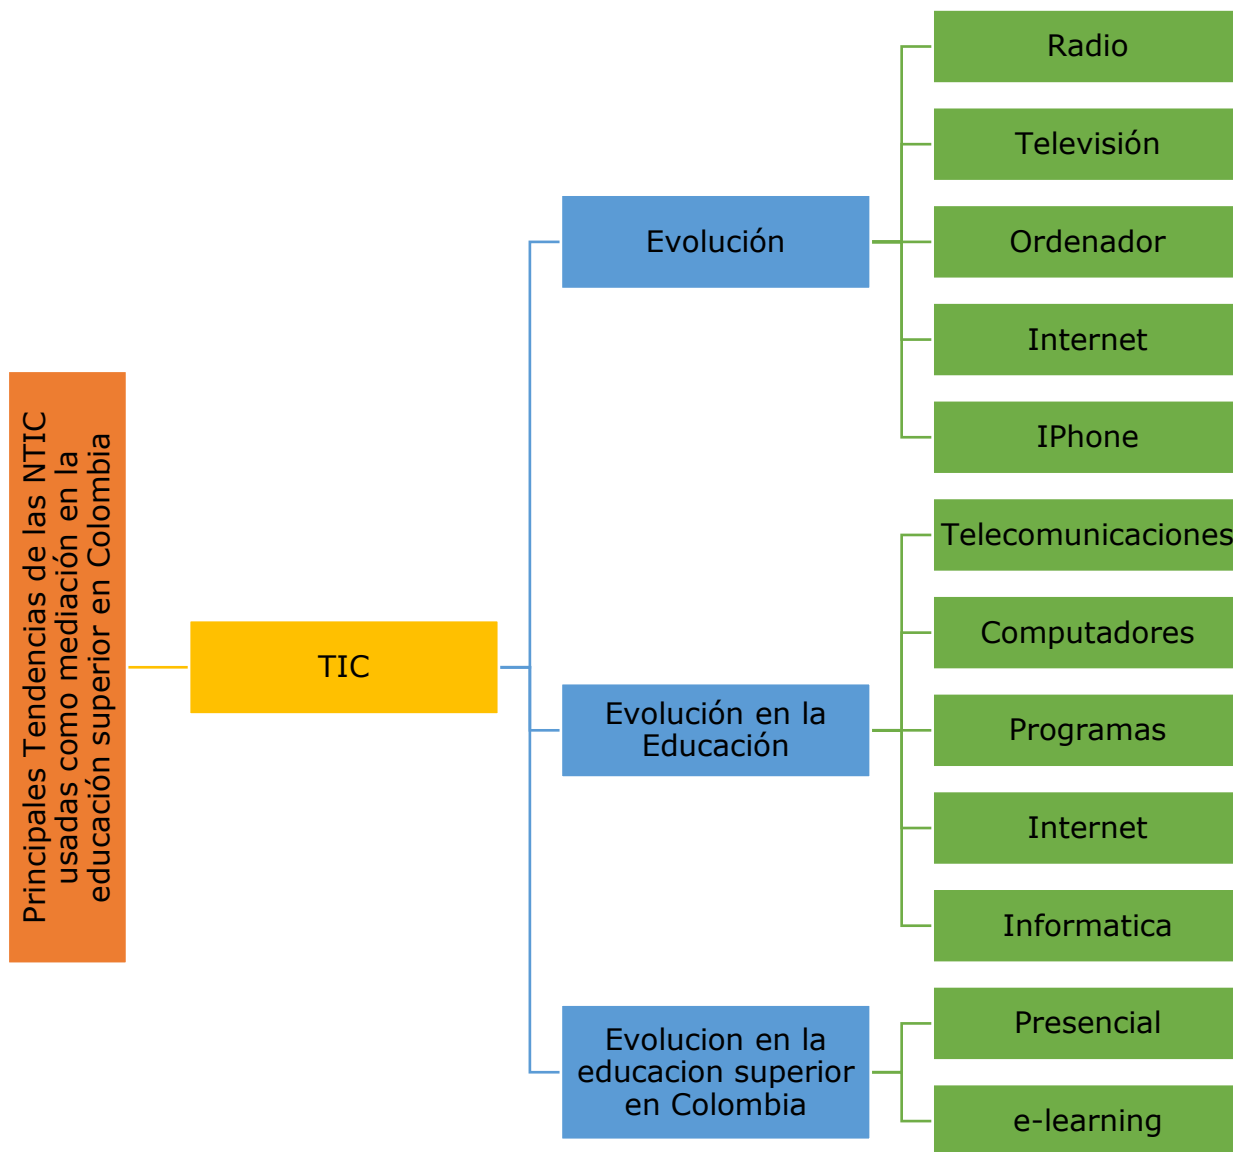 Principales Tendencias de las NTIC
usadas como mediación en la
educación superior en Colombia
TIC
Evolución
Radio
Televisión
Ordenador
Internet
IPhone
Evolución en la
Educación
Telecomunicaciones
Computadores
Programas
Internet
Informatica
Evolucion en la
educacion superior
en Colombia
Presencial
e-learning